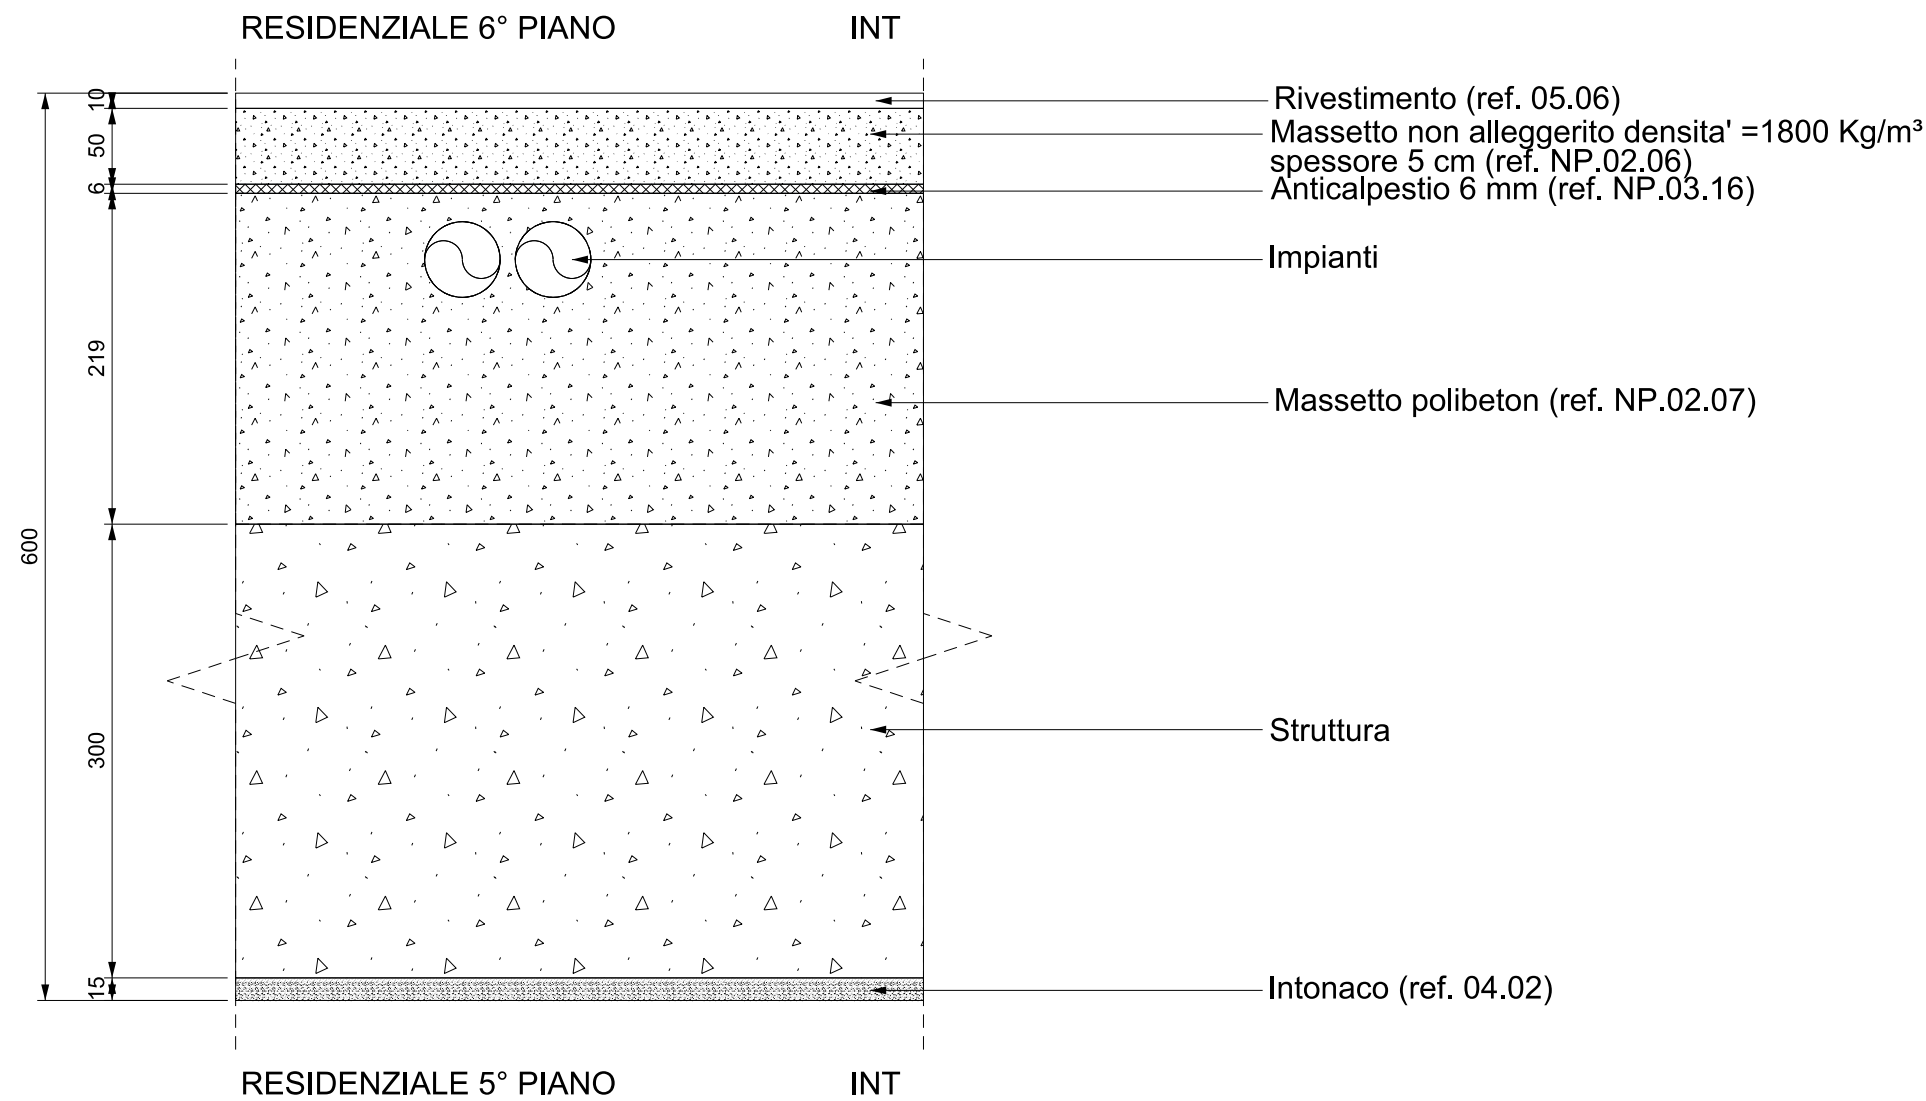 RESIDENZIALE 6° PIANO
INT
10
50
6
219
600
300
15
Rivestimento (ref. 05.06)
Massetto non alleggerito densita' =1800 Kg/m³
spessore 5 cm (ref. NP.02.06)
Anticalpestio 6 mm (ref. NP.03.16)
Impianti
Massetto polibeton (ref. NP.02.07)
Struttura
Intonaco (ref. 04.02)
RESIDENZIALE 5° PIANO
INT